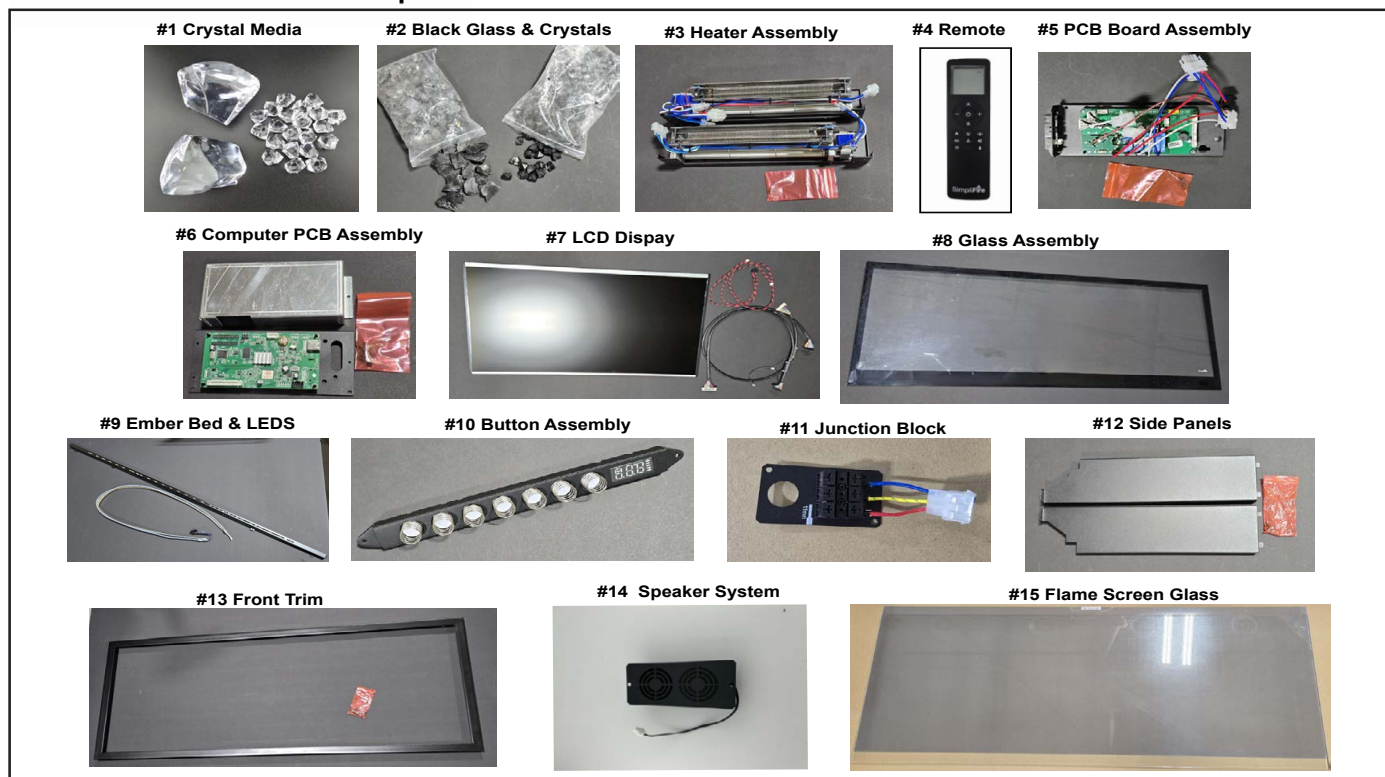 #1 Crystal Media
#2 Black Glass & Crystals
#3 Heater Assembly
#4 Remote
#5 PCB Board Assembly
SimpliFire
#6 Computer PCB Assembly
#7 LCD Dispay
#8 Glass Assembly
#9 Ember Bed & LEDS
#10 Button Assembly
#11 Junction Block
#12 Side Panels
#13 Front Trim
#14 Speaker System
#15 Flame Screen Glass